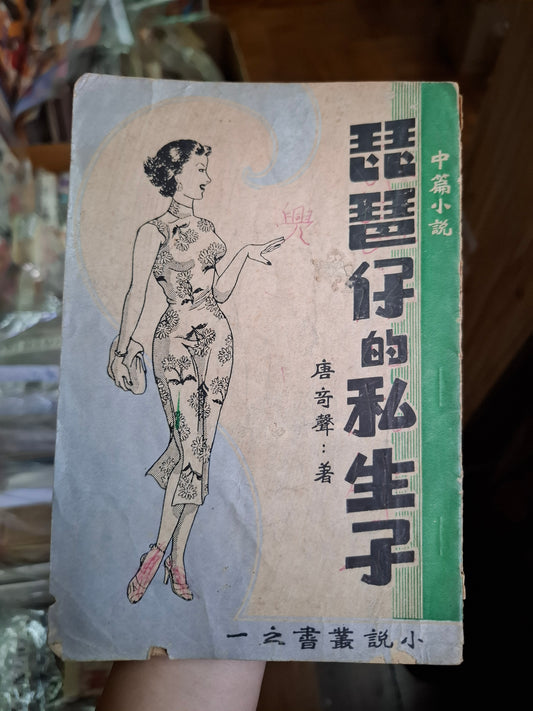 中篇小說
琵琶仔的私生子
唐奇聲：著
小說叢書之一